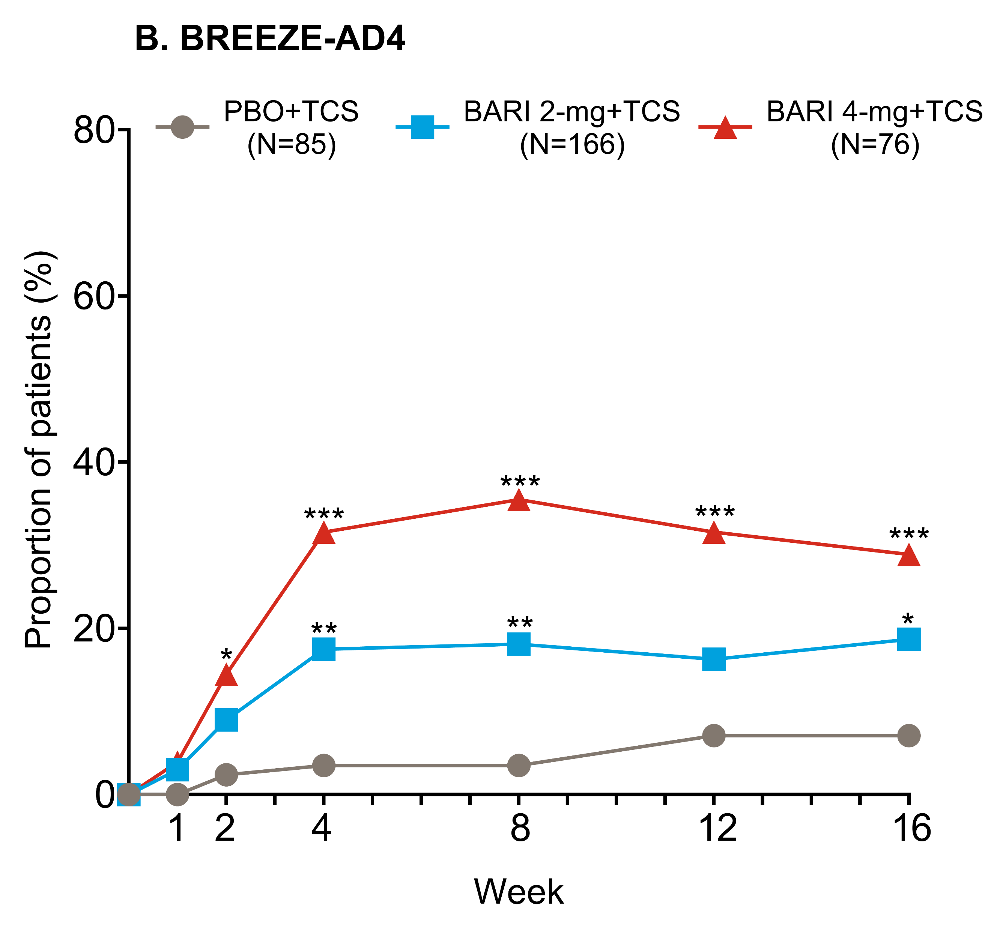 B. BREEZE-AD4
PBO+TCS
(N=85)
BARI 2-mg+TCS
(N=166)
BARI 4-mg+TCS
(N=76)
Proportion of patients (%)
80
60
40
20
0
***
***
***
***
*
**
**
*
1 2 4 8 12 16
Week